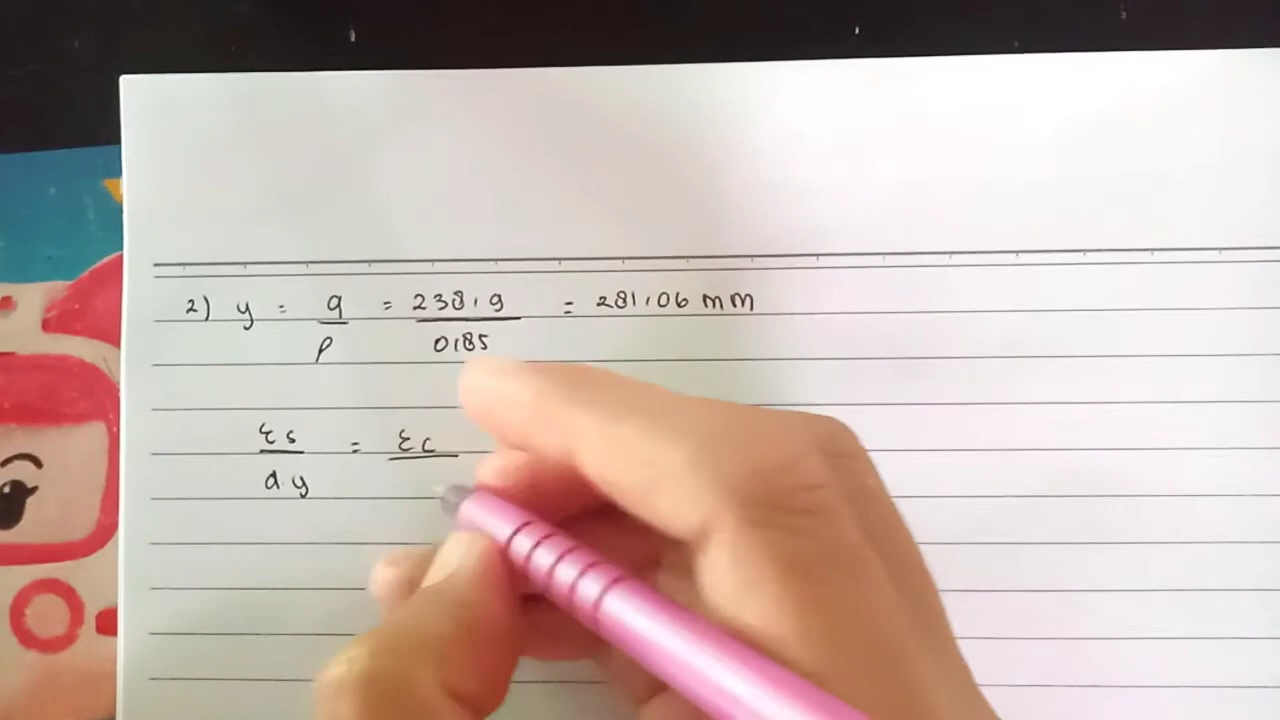 2) y = a = 238,9 = 281,06 mm
β 0,85
εs = εc
d-y